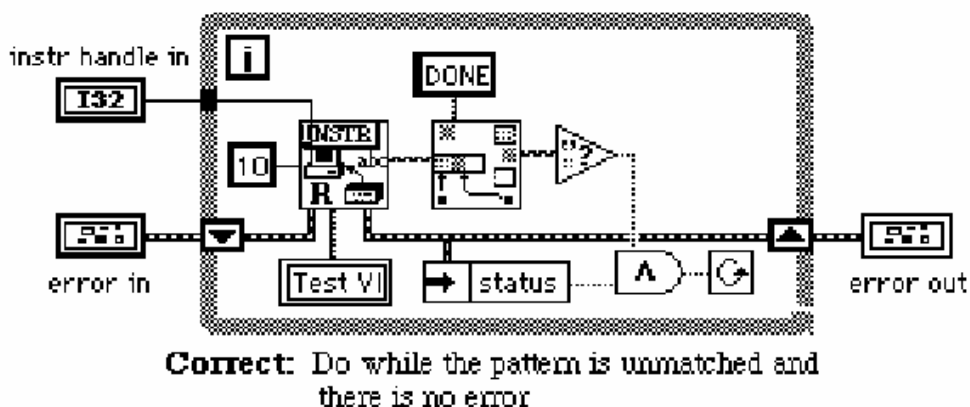 instr handle in
i
DONE
I32
INSTR
10
abc
"?
R
error in
Test VI
status
Λ
error out
Correct: Do while the pattern is unmatched and
there is no error